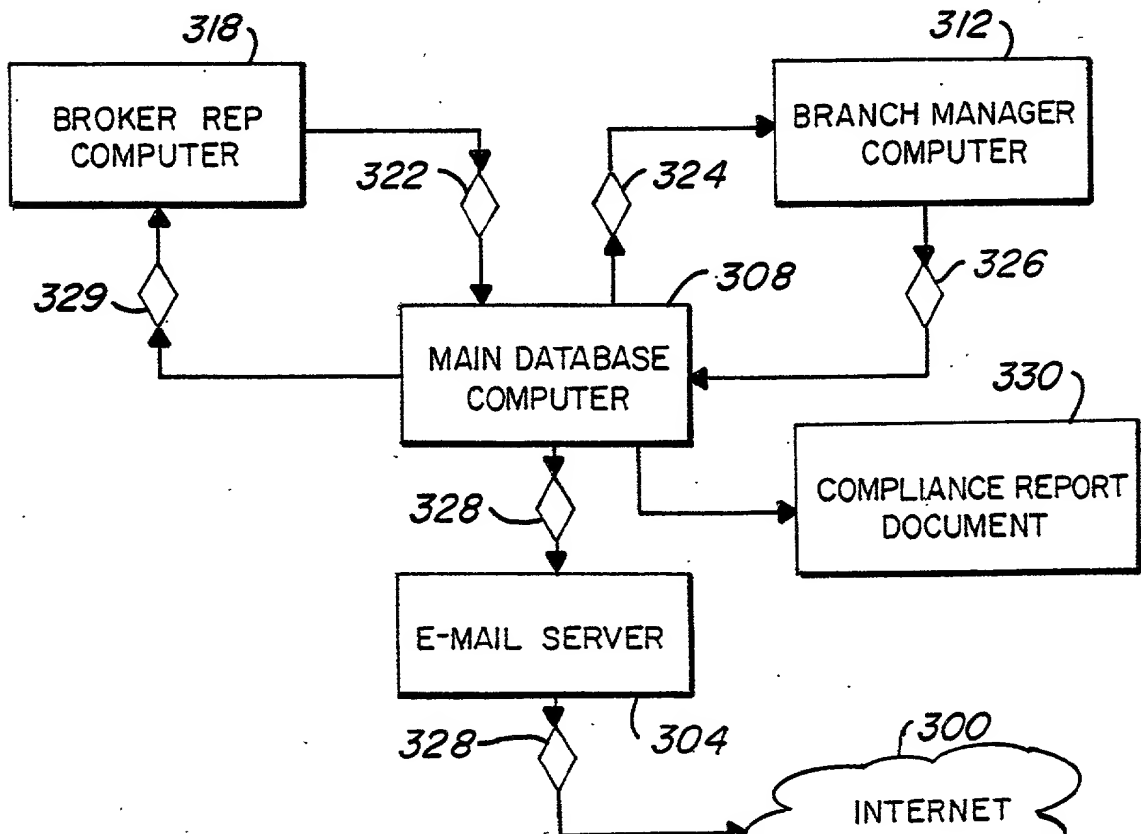 318
312
BROKER REP
COMPUTER
BRANCH MANAGER
COMPUTER
322
324
329
308
326
MAIN DATABASE
COMPUTER
330
328
COMPLIANCE REPORT
DOCUMENT
E-MAIL SERVER
328
304
300
INTERNET